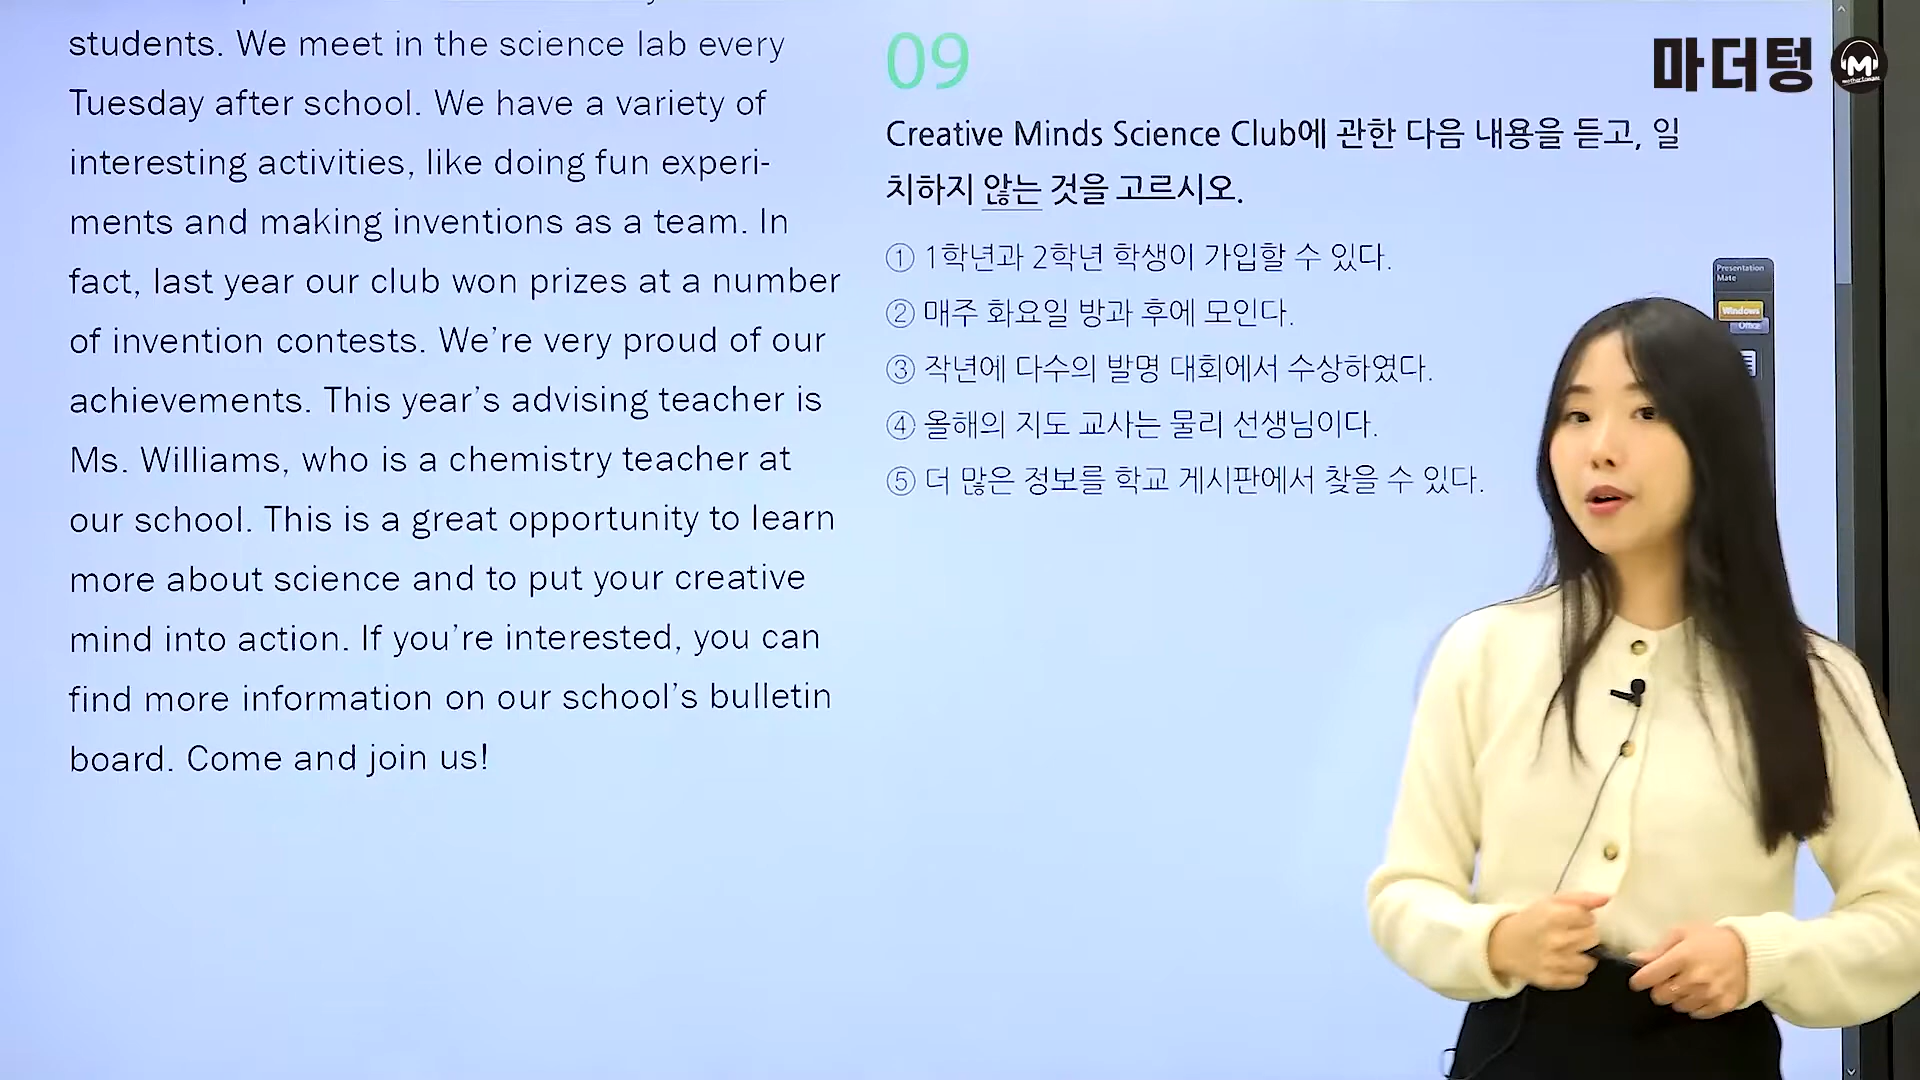 students. We meet in the science lab every
Tuesday after school. We have a variety of
interesting activities, like doing fun experi-
ments and making inventions as a team. In
fact, last year our club won prizes at a number
of invention contests. We're very proud of our
achievements. This year's advising teacher is
Ms. Williams, who is a chemistry teacher at
our school. This is a great opportunity to learn
more about science and to put your creative
mind into action. If you're interested, you can
find more information on our school's bulletin
board. Come and join us!
09
Creative Minds Science Club에 관한 다음 내용을 듣고, 일
치하지 않는 것을 고르시오.
① 1학년과 2학년 학생이 가입할 수 있다.
② 매주 화요일 방과 후에 모인다.
③ 작년에 다수의 발명 대회에서 수상하였다.
④ 올해의 지도 교사는 물리 선생님이다.
⑤ 더 많은 정보를 학교 게시판에서 찾을 수 있다.
마더텅
M
Presentation
Mate
Windows
Office